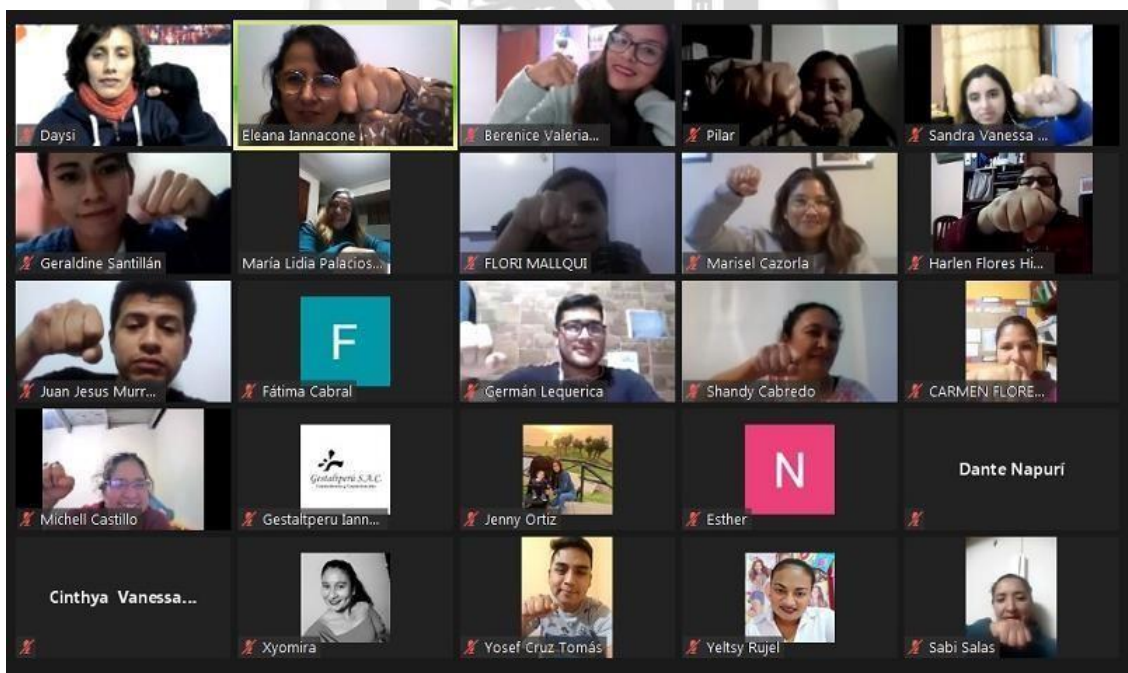 Daysi
Eleana Iannacone
Berenice Valeria...
Pilar
Sandra Vanessa ...
Geraldine Santillán
María Lidia Palacios...
FLORI MALLQUI
Marisel Cazorla
Harlen Flores Hi...
Juan Jesus Murr...
F
Fátima Cabral
Germán Lequerica
Shandy Cabredo
CARMEN FLORE...
Michell Castillo
Gestaltperú S.A.C.
Gestaltperu Iann...
Jenny Ortiz
N
Esther
Dante Napurí
Cinthya Vanessa...
Xyomira
Yosef Cruz Tomás
Yeltsy Rujel
Sabi Salas